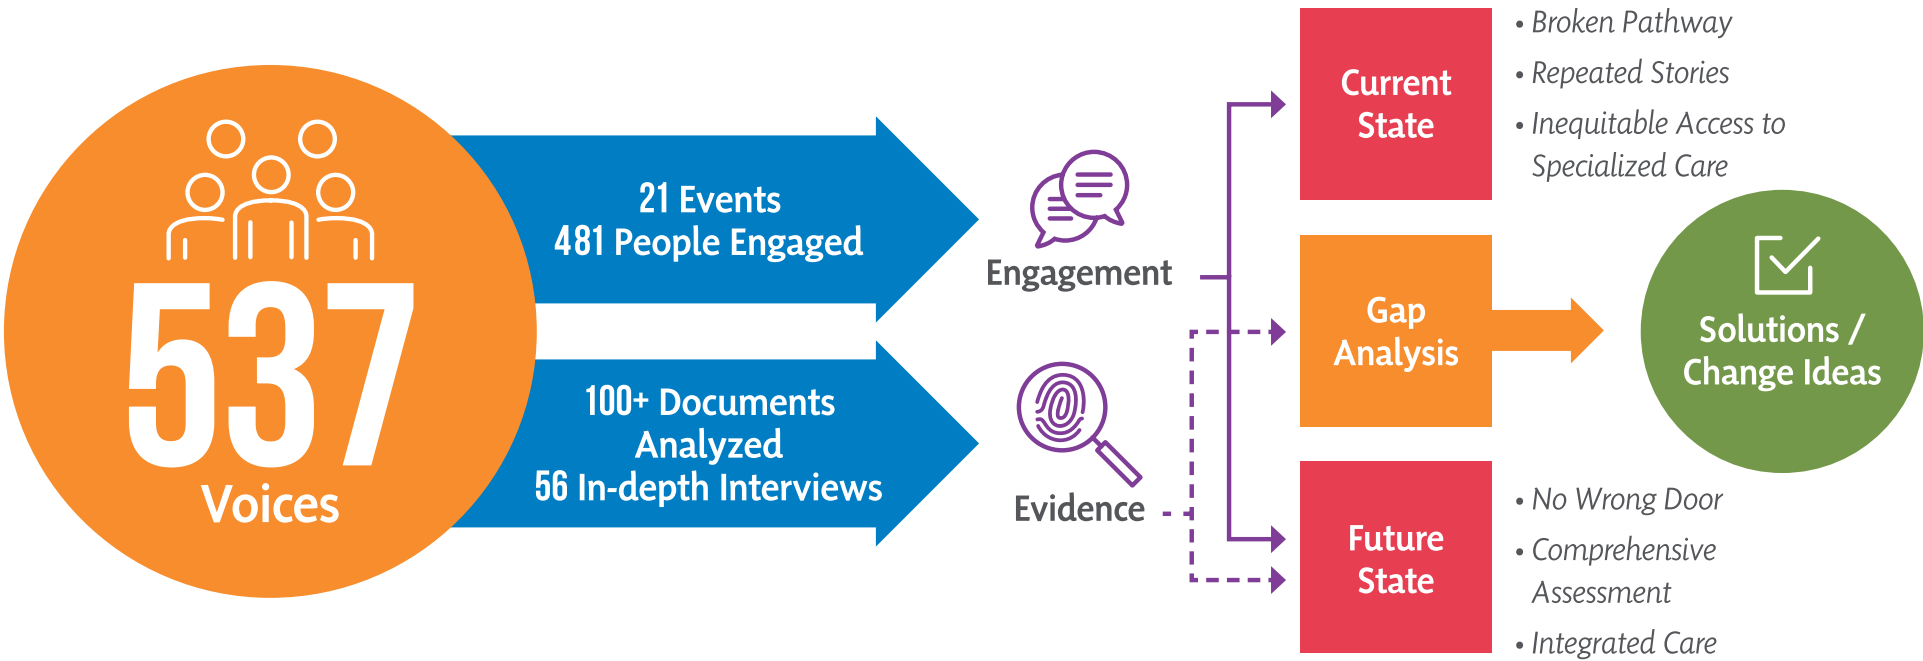 537
Voices
21 Events
481 People Engaged
100+ Documents
Analyzed
56 In-depth Interviews
Engagement
Evidence
Current
State
• Broken Pathway
• Repeated Stories
• Inequitable Access to
Specialized Care
Gap
Analysis
Solutions /
Change Ideas
Future
State
• No Wrong Door
• Comprehensive
Assessment
• Integrated Care